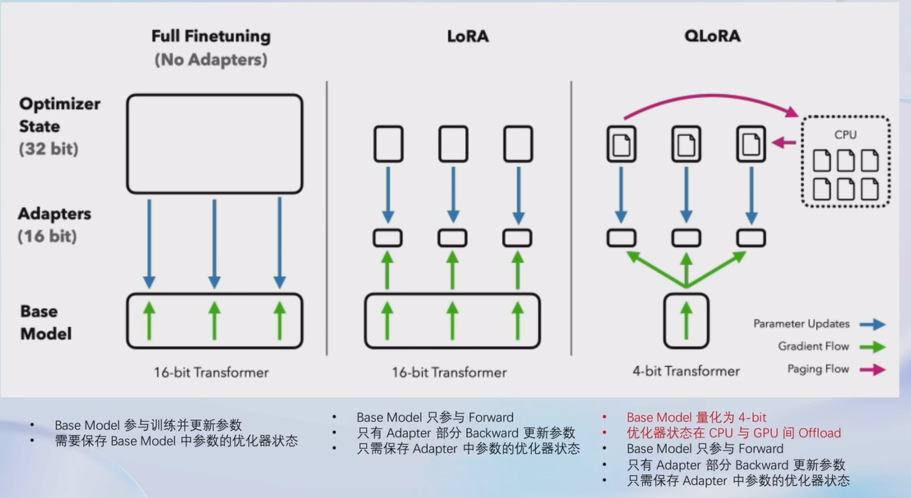 Full Finetuning
(No Adapters)
LoRA
QLoRA
Optimizer
State
(32 bit)
CPU
Adapters
(16 bit)
Base
Model
16-bit Transformer
16-bit Transformer
4-bit Transformer
Parameter Updates
Gradient Flow
Paging Flow
• Base Model 参与训练并更新参数
• 需要保存 Base Model 中参数的优化器状态
• Base Model 只参与 Forward
• 只有 Adapter 部分 Backward 更新参数
• 只需保存 Adapter 中参数的优化器状态
• Base Model 量化为 4-bit
• 优化器状态在 CPU 与 GPU 间 Offload
• Base Model 只参与 Forward
• 只有 Adapter 部分 Backward 更新参数
• 只需保存 Adapter 中参数的优化器状态